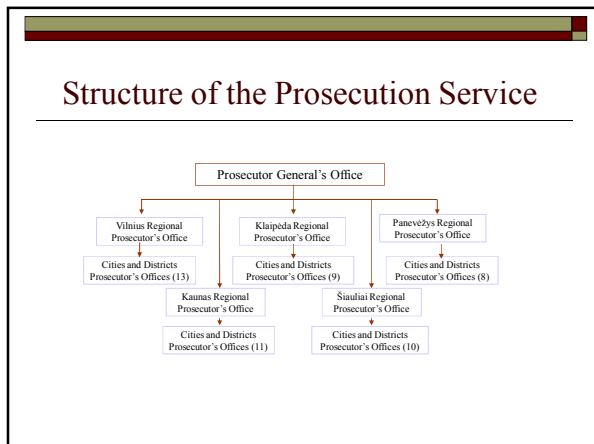 Structure of the Prosecution Service
Prosecutor General's Office
Vilnius Regional
Prosecutor's Office
Klaipėda Regional
Prosecutor's Office
Panevėžys Regional
Prosecutor's Office
Cities and Districts
Prosecutor's Offices (13)
Cities and Districts
Prosecutor's Offices (9)
Cities and Districts
Prosecutor's Offices (8)
Kaunas Regional
Prosecutor's Office
Šiauliai Regional
Prosecutor's Office
Cities and Districts
Prosecutor's Offices (11)
Cities and Districts
Prosecutor's Offices (10)